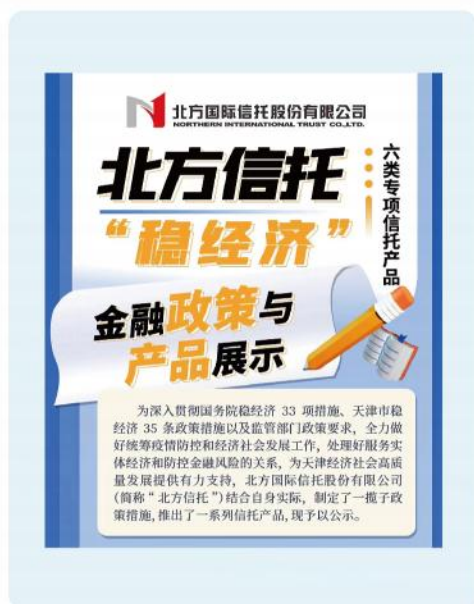 北方国际信托股份有限公司
NORTHERN INTERNATIONAL TRUST CO.,LTD.
北方信托
“稳经济”
六类专项信托产品
金融政策与
产品展示
为深入贯彻国务院稳经济 33 项措施、天津市稳
经济 35 条政策措施以及监管部门政策要求，全力做
好统筹疫情防控和经济社会发展工作，处理好服务实
体经济和防控金融风险的关系，为天津经济社会高质
量发展提供有力支持，北方国际信托股份有限公司
(简称“北方信托”)结合自身实际，制定了一揽子政
策措施,推出了一系列信托产品,现予以公示。